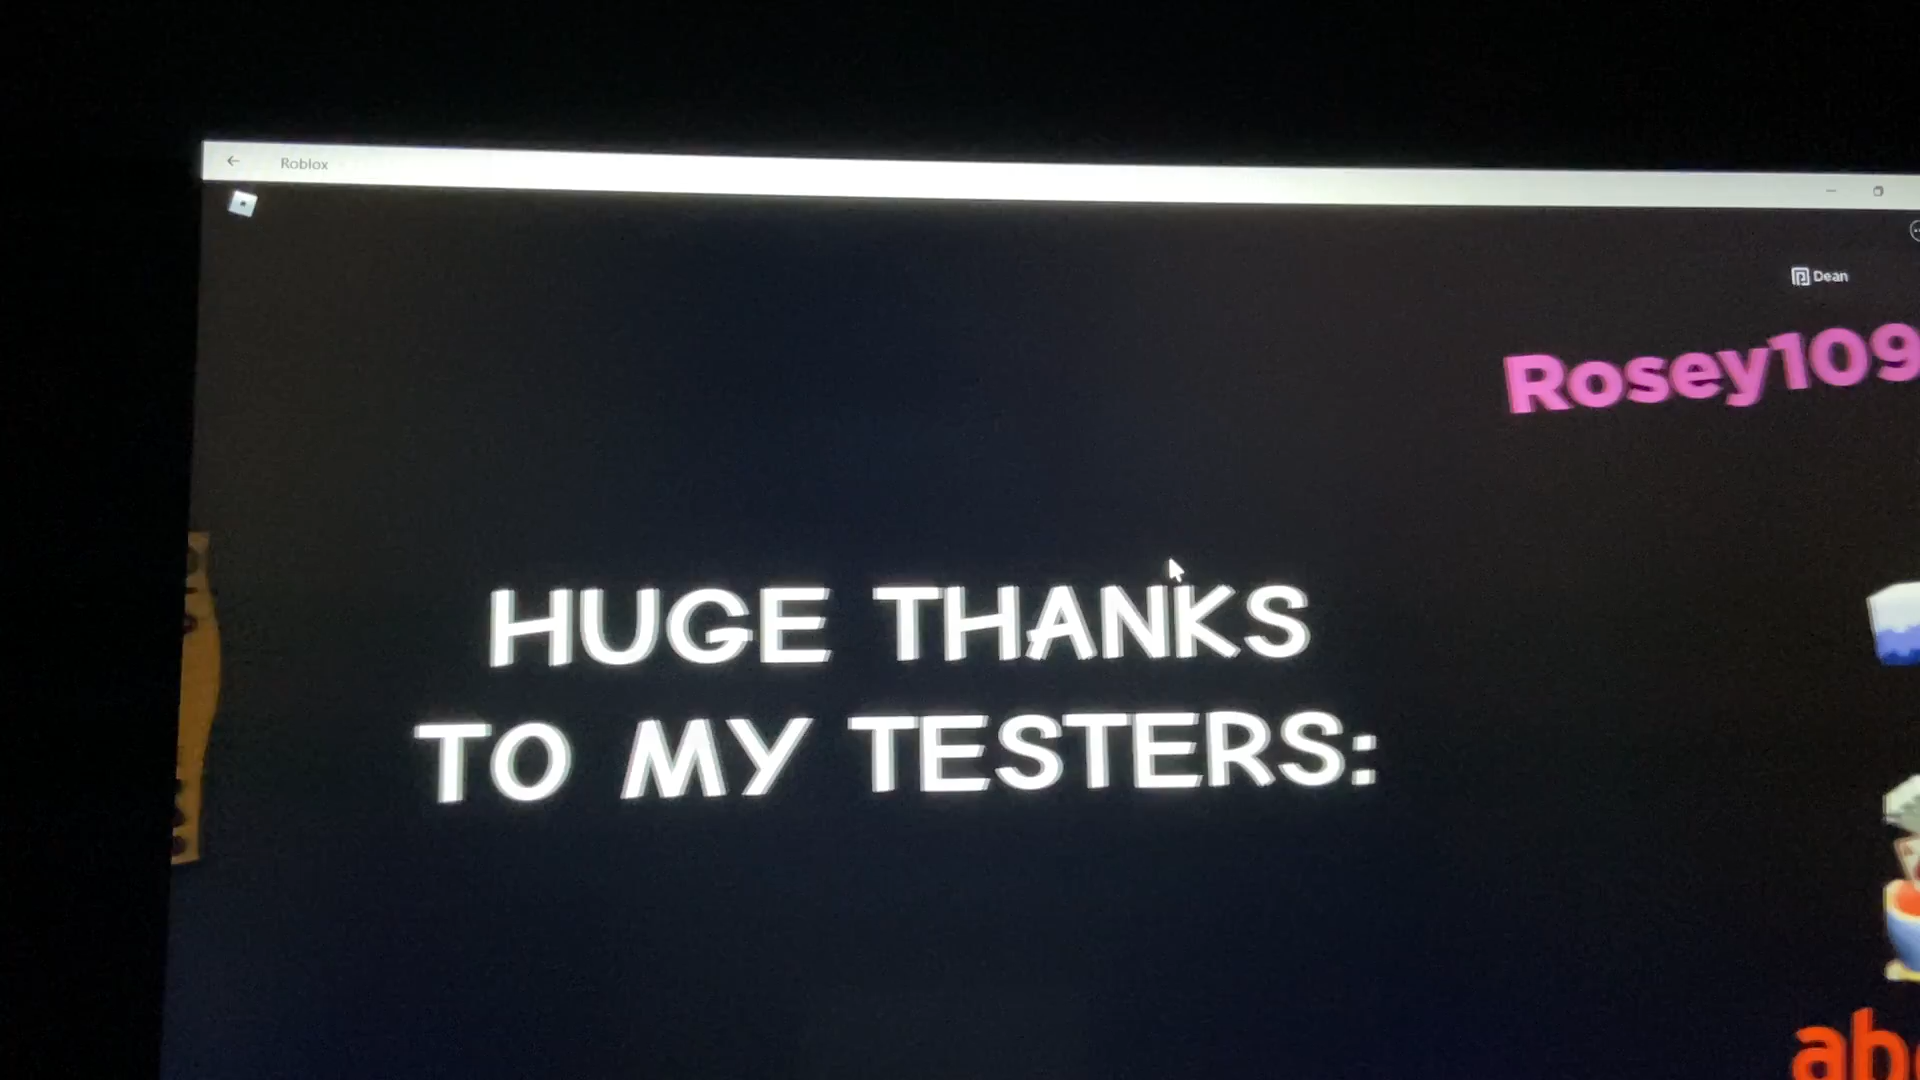 Roblox
Dean
Rosey109
HUGE THANKS
TO MY TESTERS: